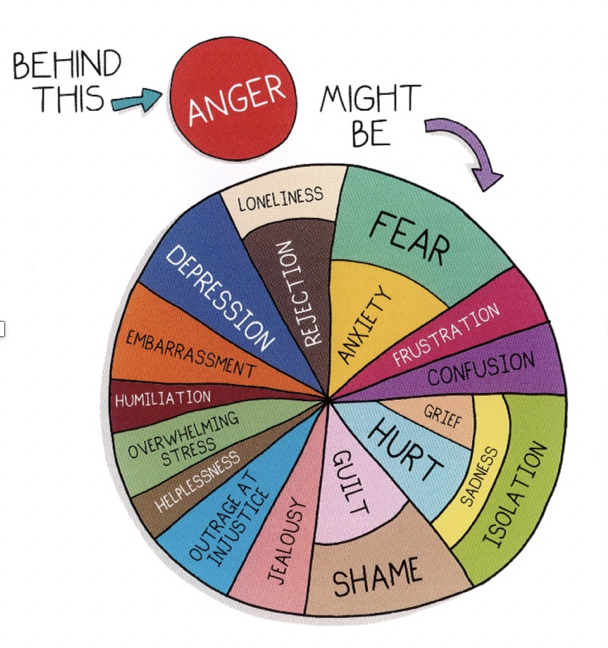 BEHIND
THIS
ANGER
MIGHT
BE
LONELINESS
REJECTION
FEAR
ANXIETY
FRUSTRATION
CONFUSION
GRIEF
HURT
SADNESS
ISOLATION
GUILT
SHAME
JEALOUSY
OUTRAGE AT
INJUSTICE
HELPLESSNESS
OVERWHELMING
STRESS
HUMILIATION
EMBARRASSMENT
DEPRESSION